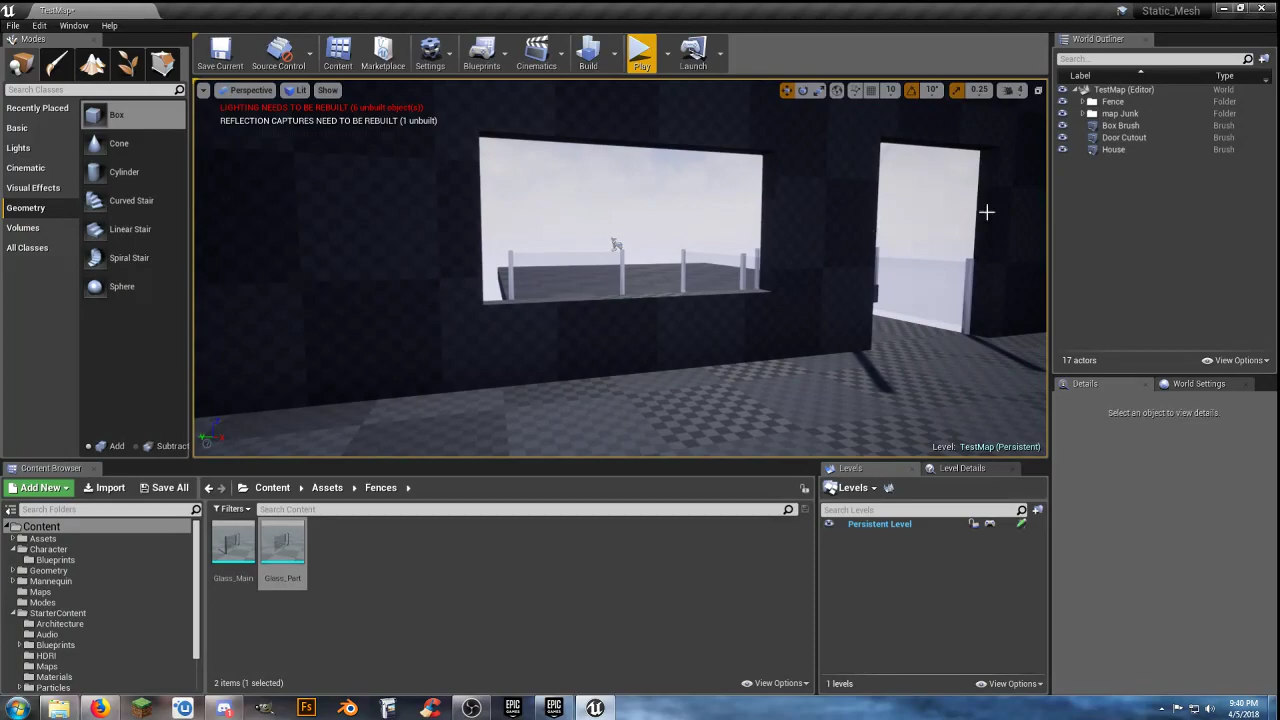 TestMap*
Static_Mesh
File Edit Window Help
Modes
Search Classes
Recently Placed
Basic
Lights
Cinematic
Visual Effects
Geometry
Volumes
All Classes
Box
Cone
Cylinder
Curved Stair
Linear Stair
Spiral Stair
Sphere
Add Subtract
Save Current Source Control Content Marketplace Settings Blueprints Cinematics Build Play Launch
Perspective Lit Show
10 10° 0.25 4
LIGHTING NEEDS TO BE REBUILT (6 unbuilt object(s))
REFLECTION CAPTURES NEED TO BE REBUILT (1 unbuilt)
Level: TestMap (Persistent)
World Outliner
Search...
Label Type
TestMap (Editor) World
Fence Folder
map Junk Folder
Box Brush Brush
Door Cutout Brush
House Brush
17 actors View Options
Details World Settings
Select an object to view details.
Content Browser
Add New Import Save All Content Assets Fences
Search Folders
Filters Search Content
Content
Assets
Character
Blueprints
Geometry
Mannequin
Maps
Modes
StarterContent
Architecture
Audio
Blueprints
HDRI
Maps
Materials
Particles
Glass_Main Glass_Part
2 items (1 selected) View Options
Levels Level Details
Levels
Search Levels
Persistent Level
1 levels View Options
Fs EPIC GAMES EPIC GAMES
9:40 PM
4/5/2018